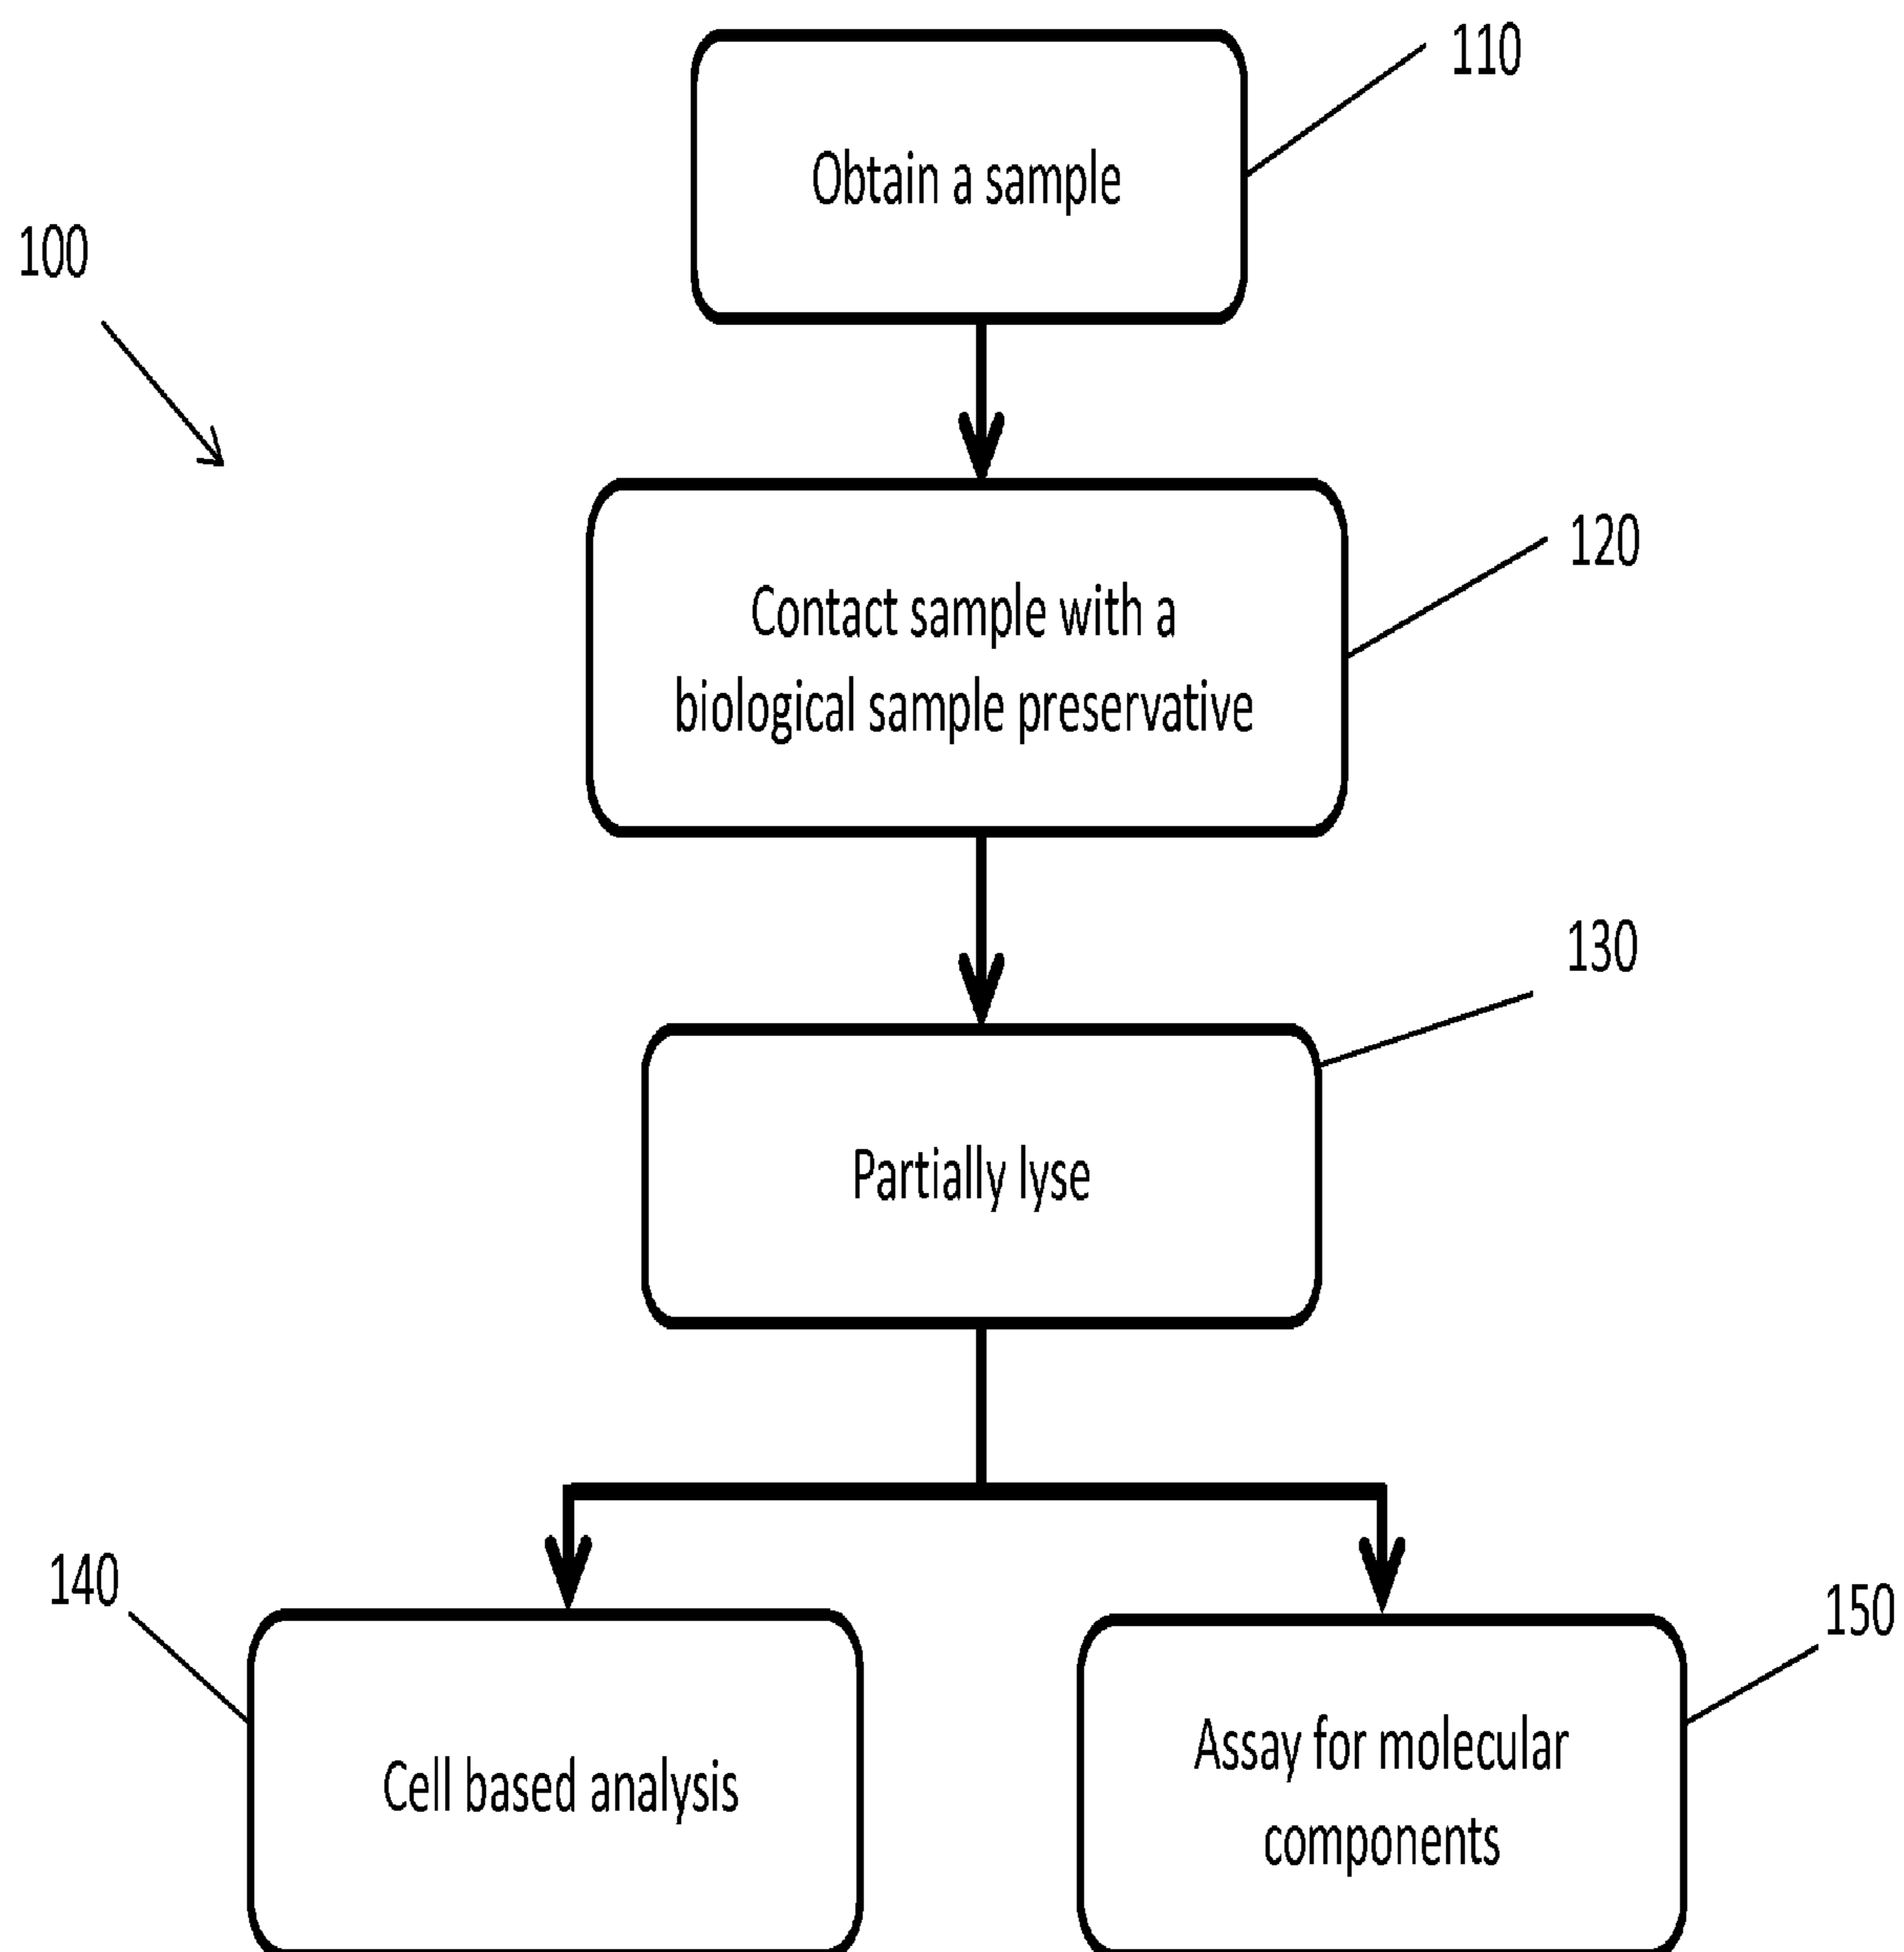 110
Obtain a sample
100
120
Contact sample with a
biological sample preservative
130
Partially lyse
140
Cell based analysis
150
Assay for molecular
components